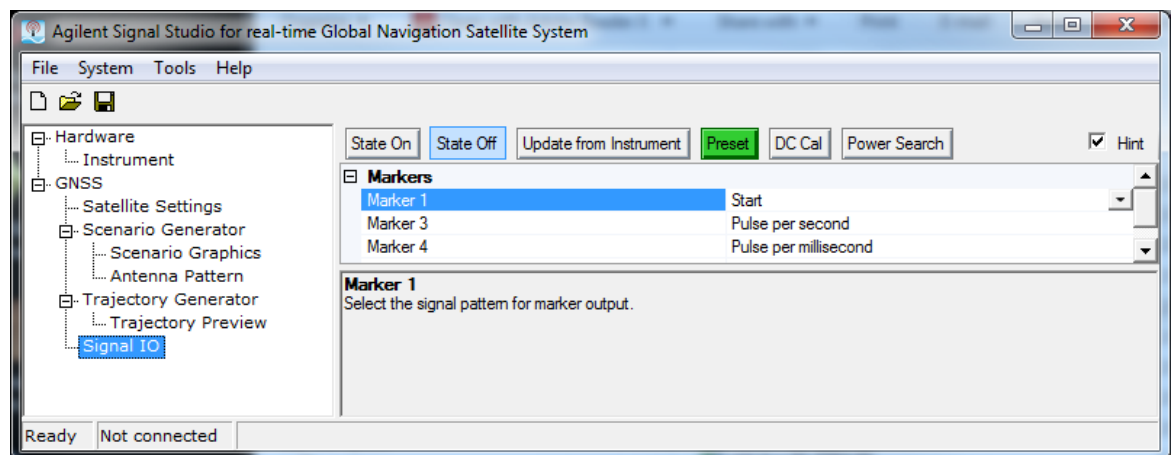 Agilent Signal Studio for real-time Global Navigation Satellite System
File System Tools Help
Hardware
Instrument
GNSS
Satellite Settings
Scenario Generator
Scenario Graphics
Antenna Pattern
Trajectory Generator
Trajectory Preview
Signal IO
State On State Off Update from Instrument Preset DC Cal Power Search Hint
Markers
Marker 1 Start
Marker 3 Pulse per second
Marker 4 Pulse per millisecond
Marker 1
Select the signal pattern for marker output.
Ready Not connected